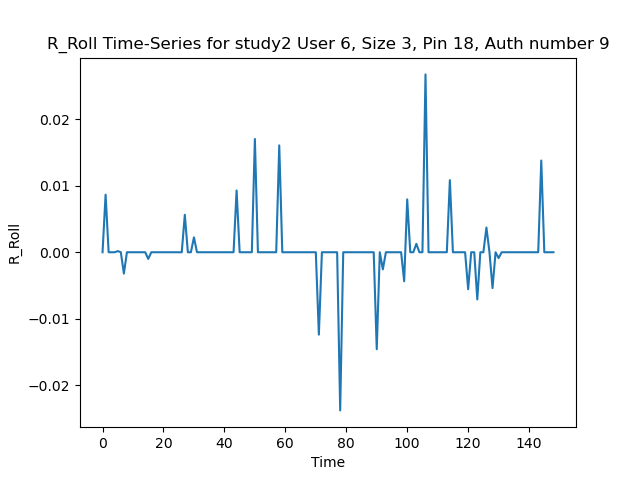 R_Roll Time-Series for study2 User 6, Size 3, Pin 18, Auth number 9
R_Roll
0.02
0.01
0.00
−0.01
−0.02
0 20 40 60 80 100 120 140
Time